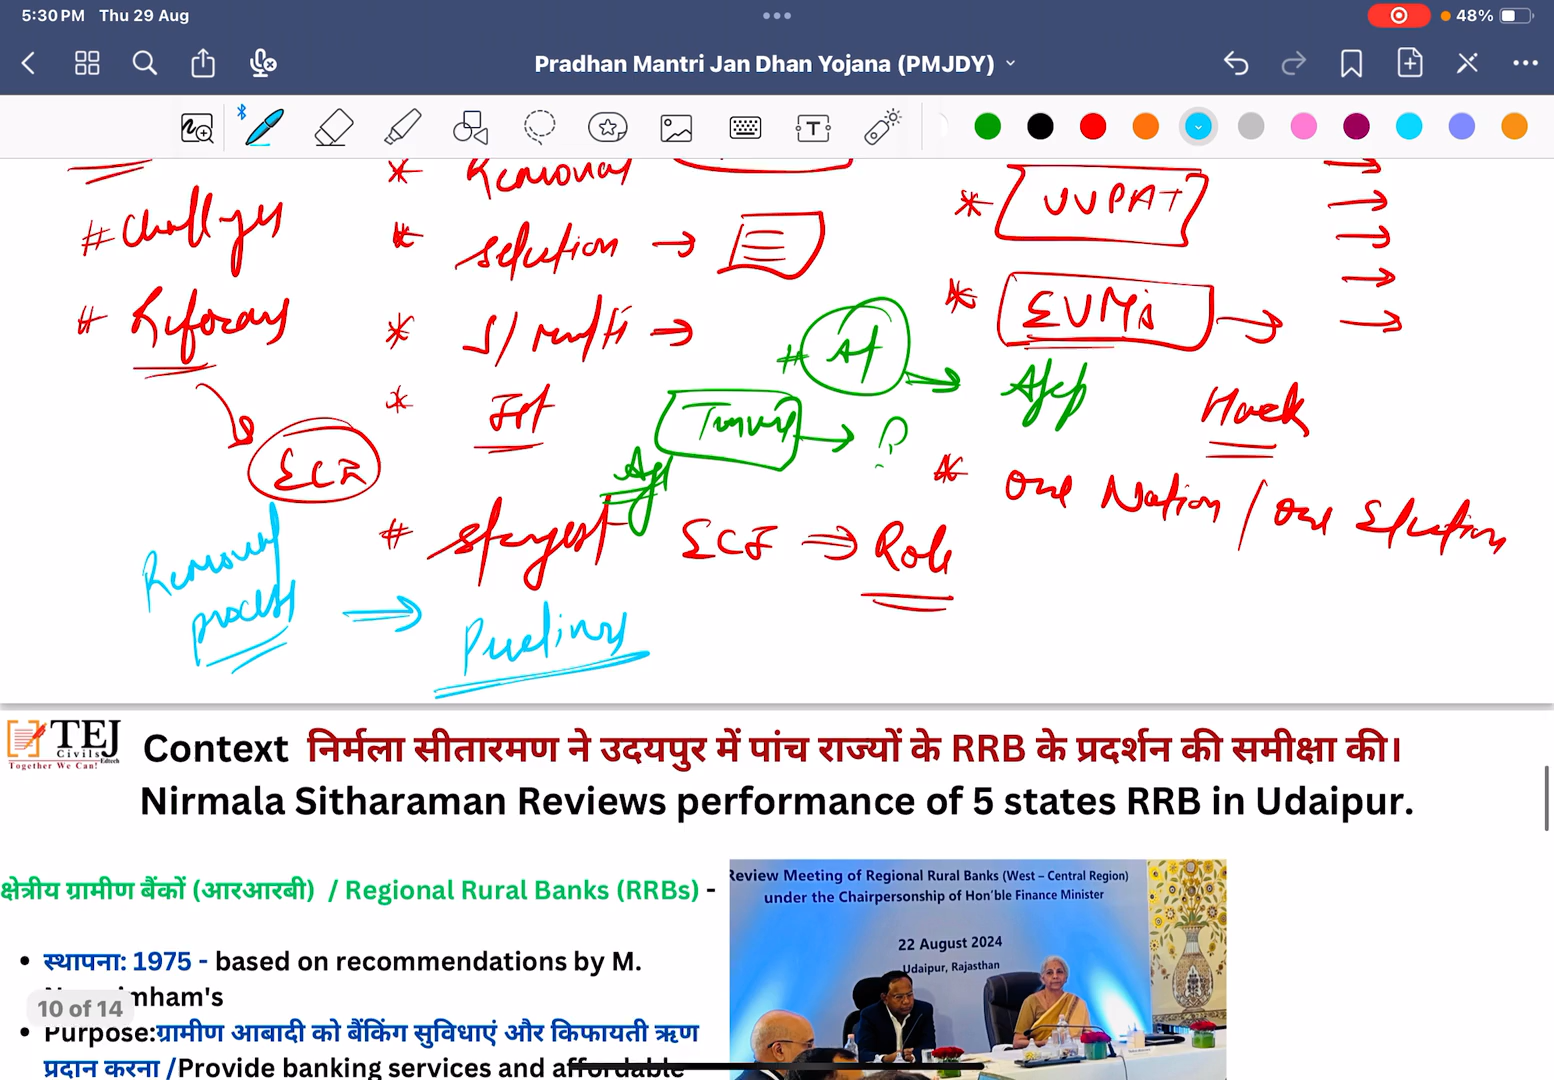 5:30 PM Thu 29 Aug
48%
Pradhan Mantri Jan Dhan Yojana (PMJDY)
* Removal
* VVPAT
# Challges
* selection →
# Reforms
* →
* EVMs →
# →
App
*
Hack
ECI
→ ?
* One Nation / One Election
# ECI ⇒ Role
Removal process ⇒ Prelims
TEJ
Civils
Edtech
Together We Can!
Context निर्मला सीतारमण ने उदयपुर में पांच राज्यों के RRB के प्रदर्शन की समीक्षा की।
Nirmala Sitharaman Reviews performance of 5 states RRB in Udaipur.
क्षेत्रीय ग्रामीण बैंकों (आरआरबी) / Regional Rural Banks (RRBs) -
• स्थापना: 1975 - based on recommendations by M.
10 of 14
• Purpose:ग्रामीण आबादी को बैंकिंग सुविधाएं और किफायती ऋण
प्रदान करना /Provide banking services and affordable
Review Meeting of Regional Rural Banks (West – Central Region)
under the Chairpersonship of Hon'ble Finance Minister
22 August 2024
Udaipur, Rajasthan